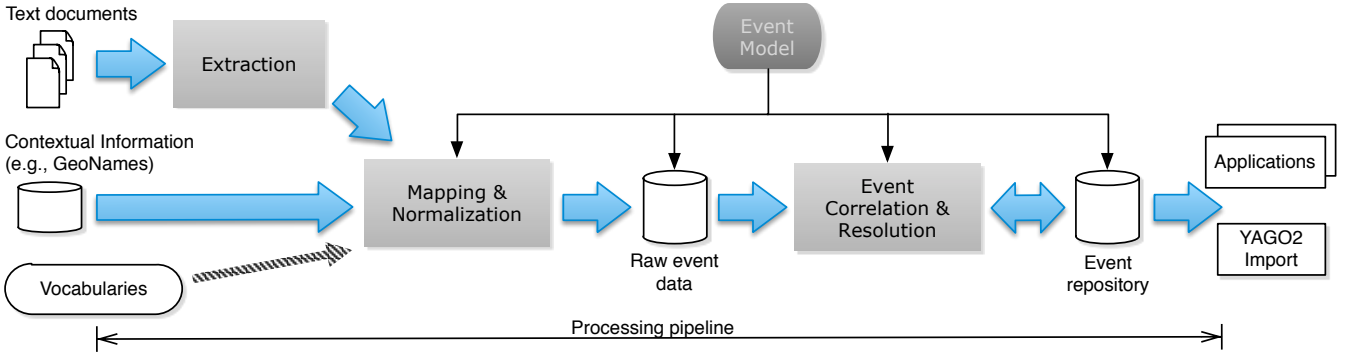 Text documents
Extraction
Event
Model
Contextual Information
(e.g., GeoNames)
Mapping &
Normalization
Raw event
data
Event
Correlation &
Resolution
Event
repository
Applications
YAGO2
Import
Vocabularies
Processing pipeline